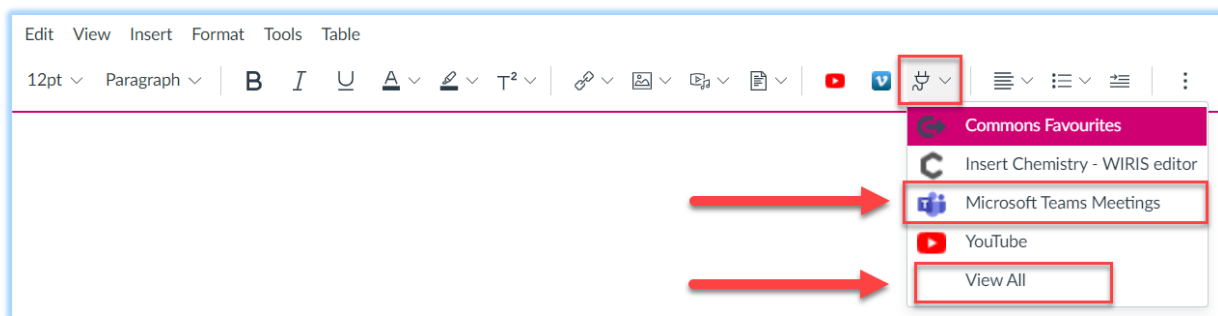 Edit View Insert Format Tools Table
12pt Paragraph B I U A T²
Commons Favourites
Insert Chemistry - WIRIS editor
Microsoft Teams Meetings
YouTube
View All